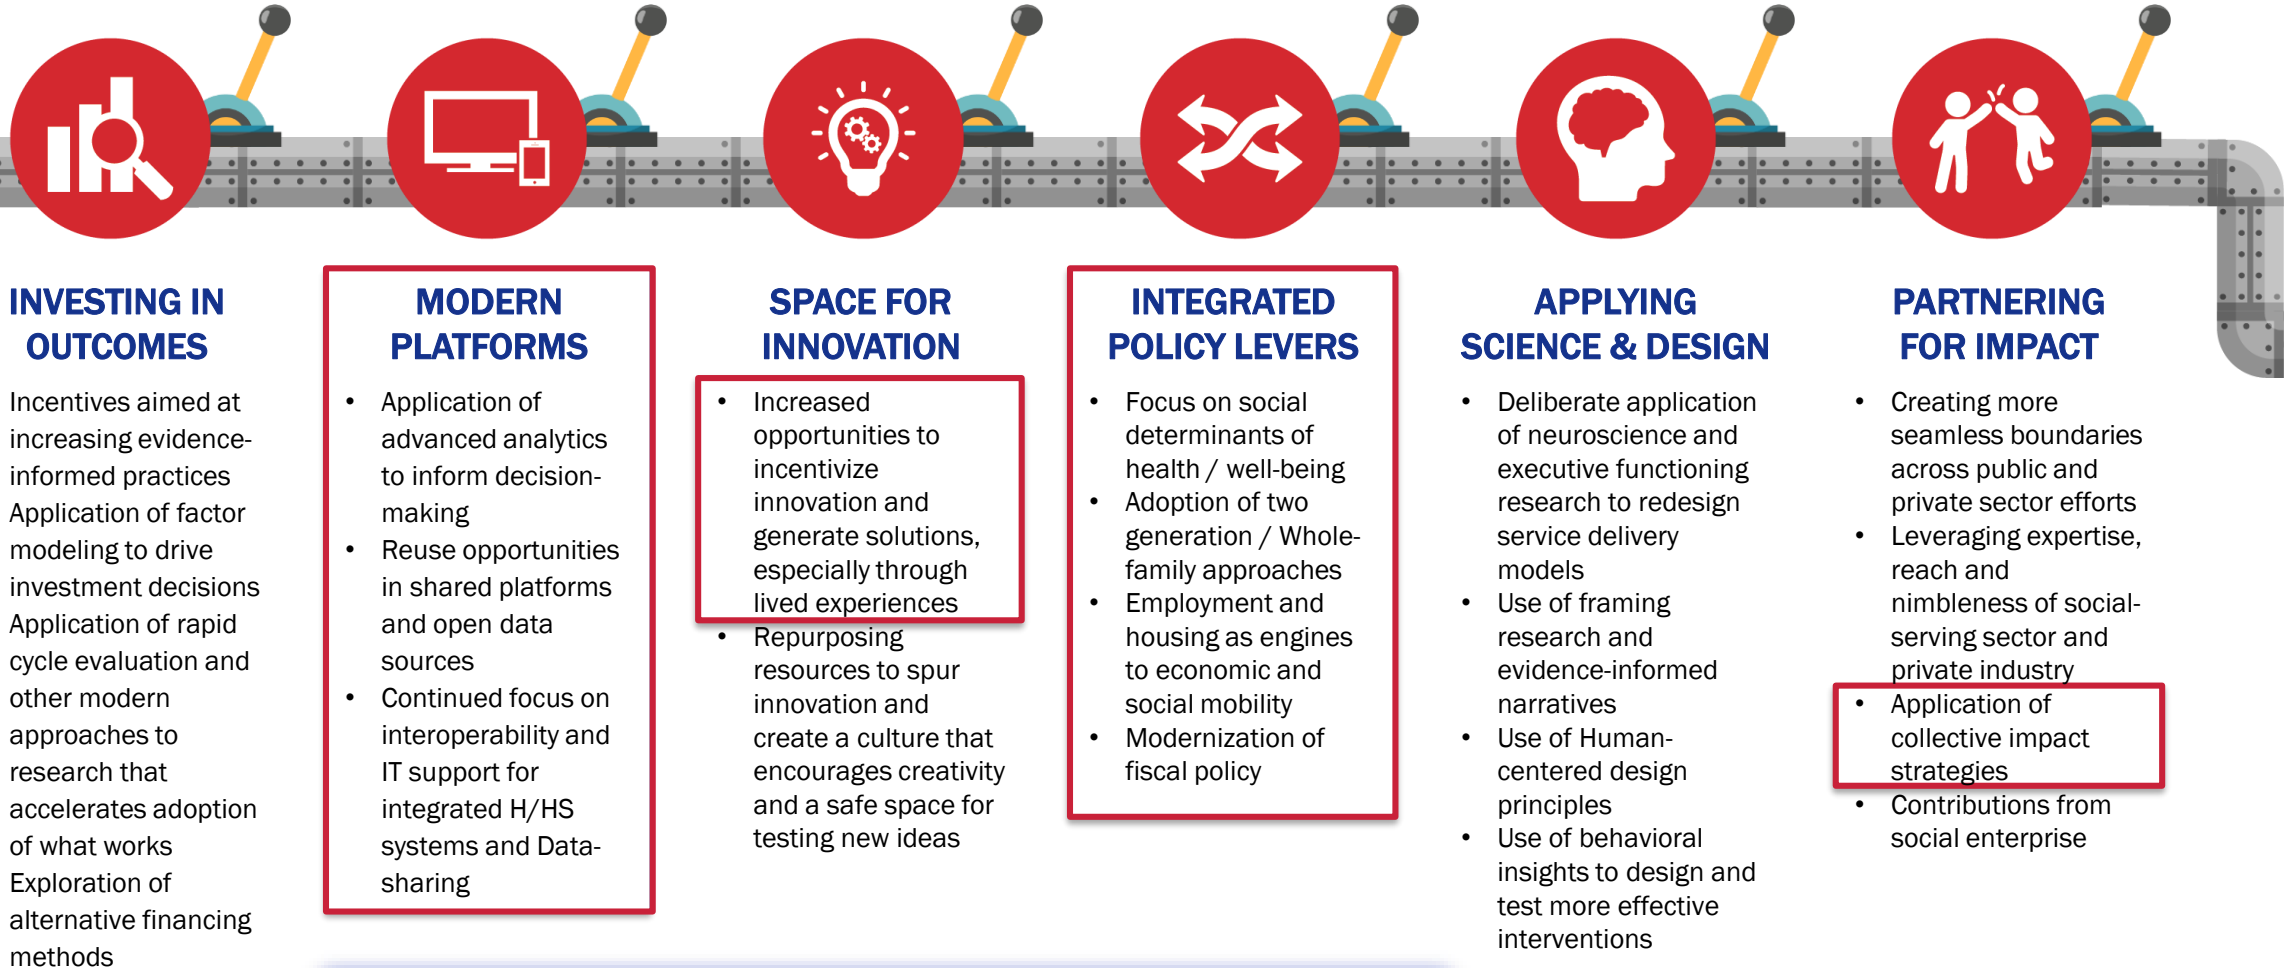 INVESTING IN
OUTCOMES
Incentives aimed at
increasing evidence-
informed practices
Application of factor
modeling to drive
investment decisions
Application of rapid
cycle evaluation and
other modern
approaches to
research that
accelerates adoption
of what works
Exploration of
alternative financing
methods
MODERN
PLATFORMS
• Application of
advanced analytics
to inform decision-
making
• Reuse opportunities
in shared platforms
and open data
sources
• Continued focus on
interoperability and
IT support for
integrated H/HS
systems and Data-
sharing
SPACE FOR
INNOVATION
• Increased
opportunities to
incentivize
innovation and
generate solutions,
especially through
lived experiences
• Repurposing
resources to spur
innovation and
create a culture that
encourages creativity
and a safe space for
testing new ideas
INTEGRATED
POLICY LEVERS
• Focus on social
determinants of
health / well-being
• Adoption of two
generation / Whole-
family approaches
• Employment and
housing as engines
to economic and
social mobility
• Modernization of
fiscal policy
APPLYING
SCIENCE & DESIGN
• Deliberate application
of neuroscience and
executive functioning
research to redesign
service delivery
models
• Use of framing
research and
evidence-informed
narratives
• Use of Human-
centered design
principles
• Use of behavioral
insights to design and
test more effective
interventions
PARTNERING
FOR IMPACT
• Creating more
seamless boundaries
across public and
private sector efforts
• Leveraging expertise,
reach and
nimbleness of social-
serving sector and
private industry
• Application of
collective impact
strategies
• Contributions from
social enterprise